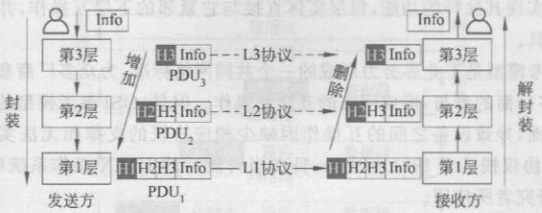 Info
Info
第3层
增加
H3 Info
L3协议
删除
H3 Info
第3层
PDU3
封装
第2层
H2 H3 Info
L2协议
H2 H3 Info
第2层
解封装
PDU2
第1层
H1 H2 H3 Info
L1协议
H1 H2 H3 Info
第1层
发送方
PDU1
接收方